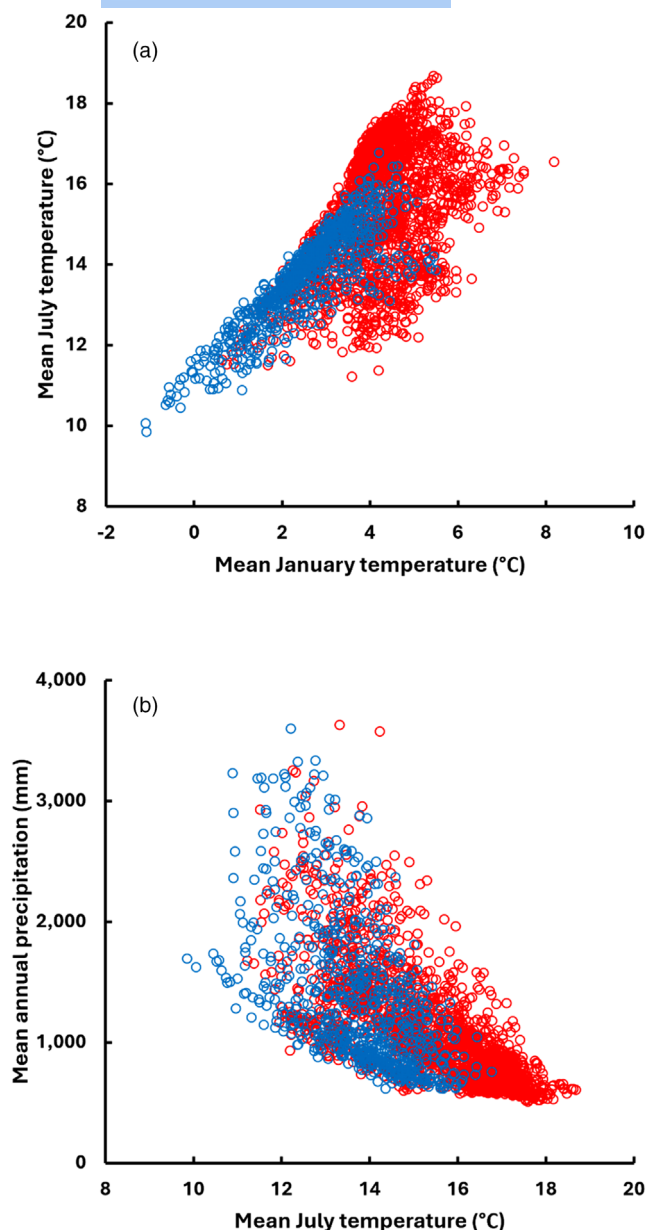 20
(a)
18
16
14
12
10
8
Mean July temperature (°C)
-2 0 2 4 6 8 10
Mean January temperature (°C)
4,000
(b)
3,000
2,000
1,000
0
Mean annual precipitation (mm)
8 10 12 14 16 18 20
Mean July temperature (°C)